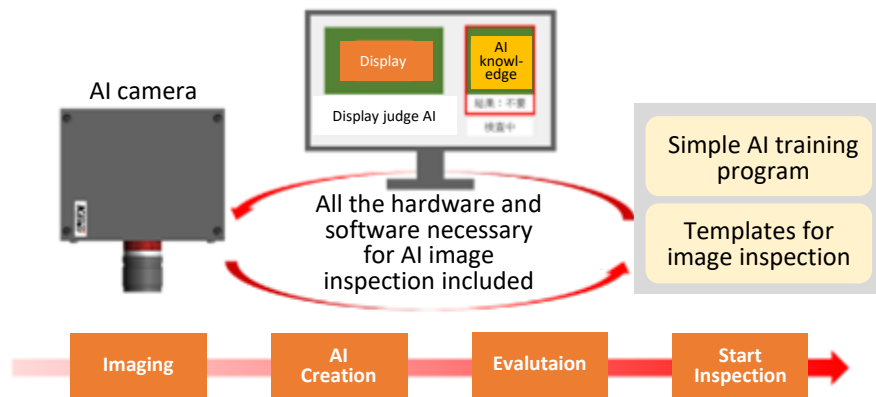 AI camera
Display
AI
knowl-
edge
Display judge AI
結果：不要
検査中
Simple AI training
program
Templates for
image inspection
All the hardware and
software necessary
for AI image
inspection included
Imaging
AI
Creation
Evalutaion
Start
Inspection